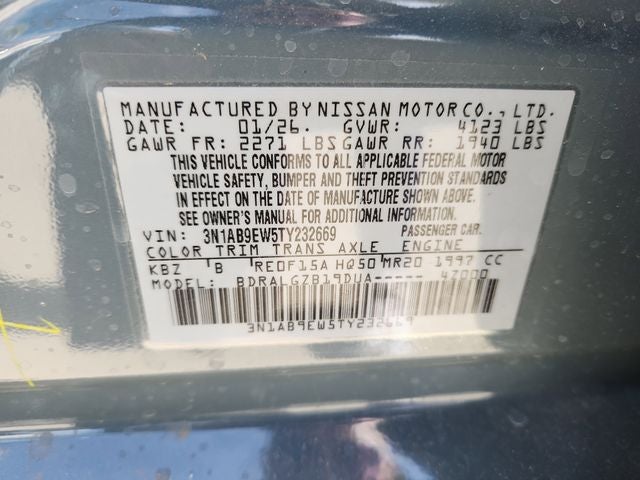 MANUFACTURED BY NISSAN MOTOR CO., LTD.
DATE: 01/26. GVWR: 4123 LBS
GAWR FR: 2271 LBS GAWR RR: 1940 LBS
THIS VEHICLE CONFORMS TO ALL APPLICABLE FEDERAL MOTOR
VEHICLE SAFETY, BUMPER AND THEFT PREVENTION STANDARDS
IN EFFECT ON THE DATE OF MANUFACTURE SHOWN ABOVE.
SEE OWNER'S MANUAL FOR ADDITIONAL INFORMATION.
VIN: 3N1AB9EW5TY232669 PASSENGER CAR.
COLOR TRIM TRANS AXLE ENGINE
KBZ B RE0F15A HQ50 MR20 1997 CC
MODEL: BDRALGZB19DUA----- 47000
3N1AB9EW5TY232669